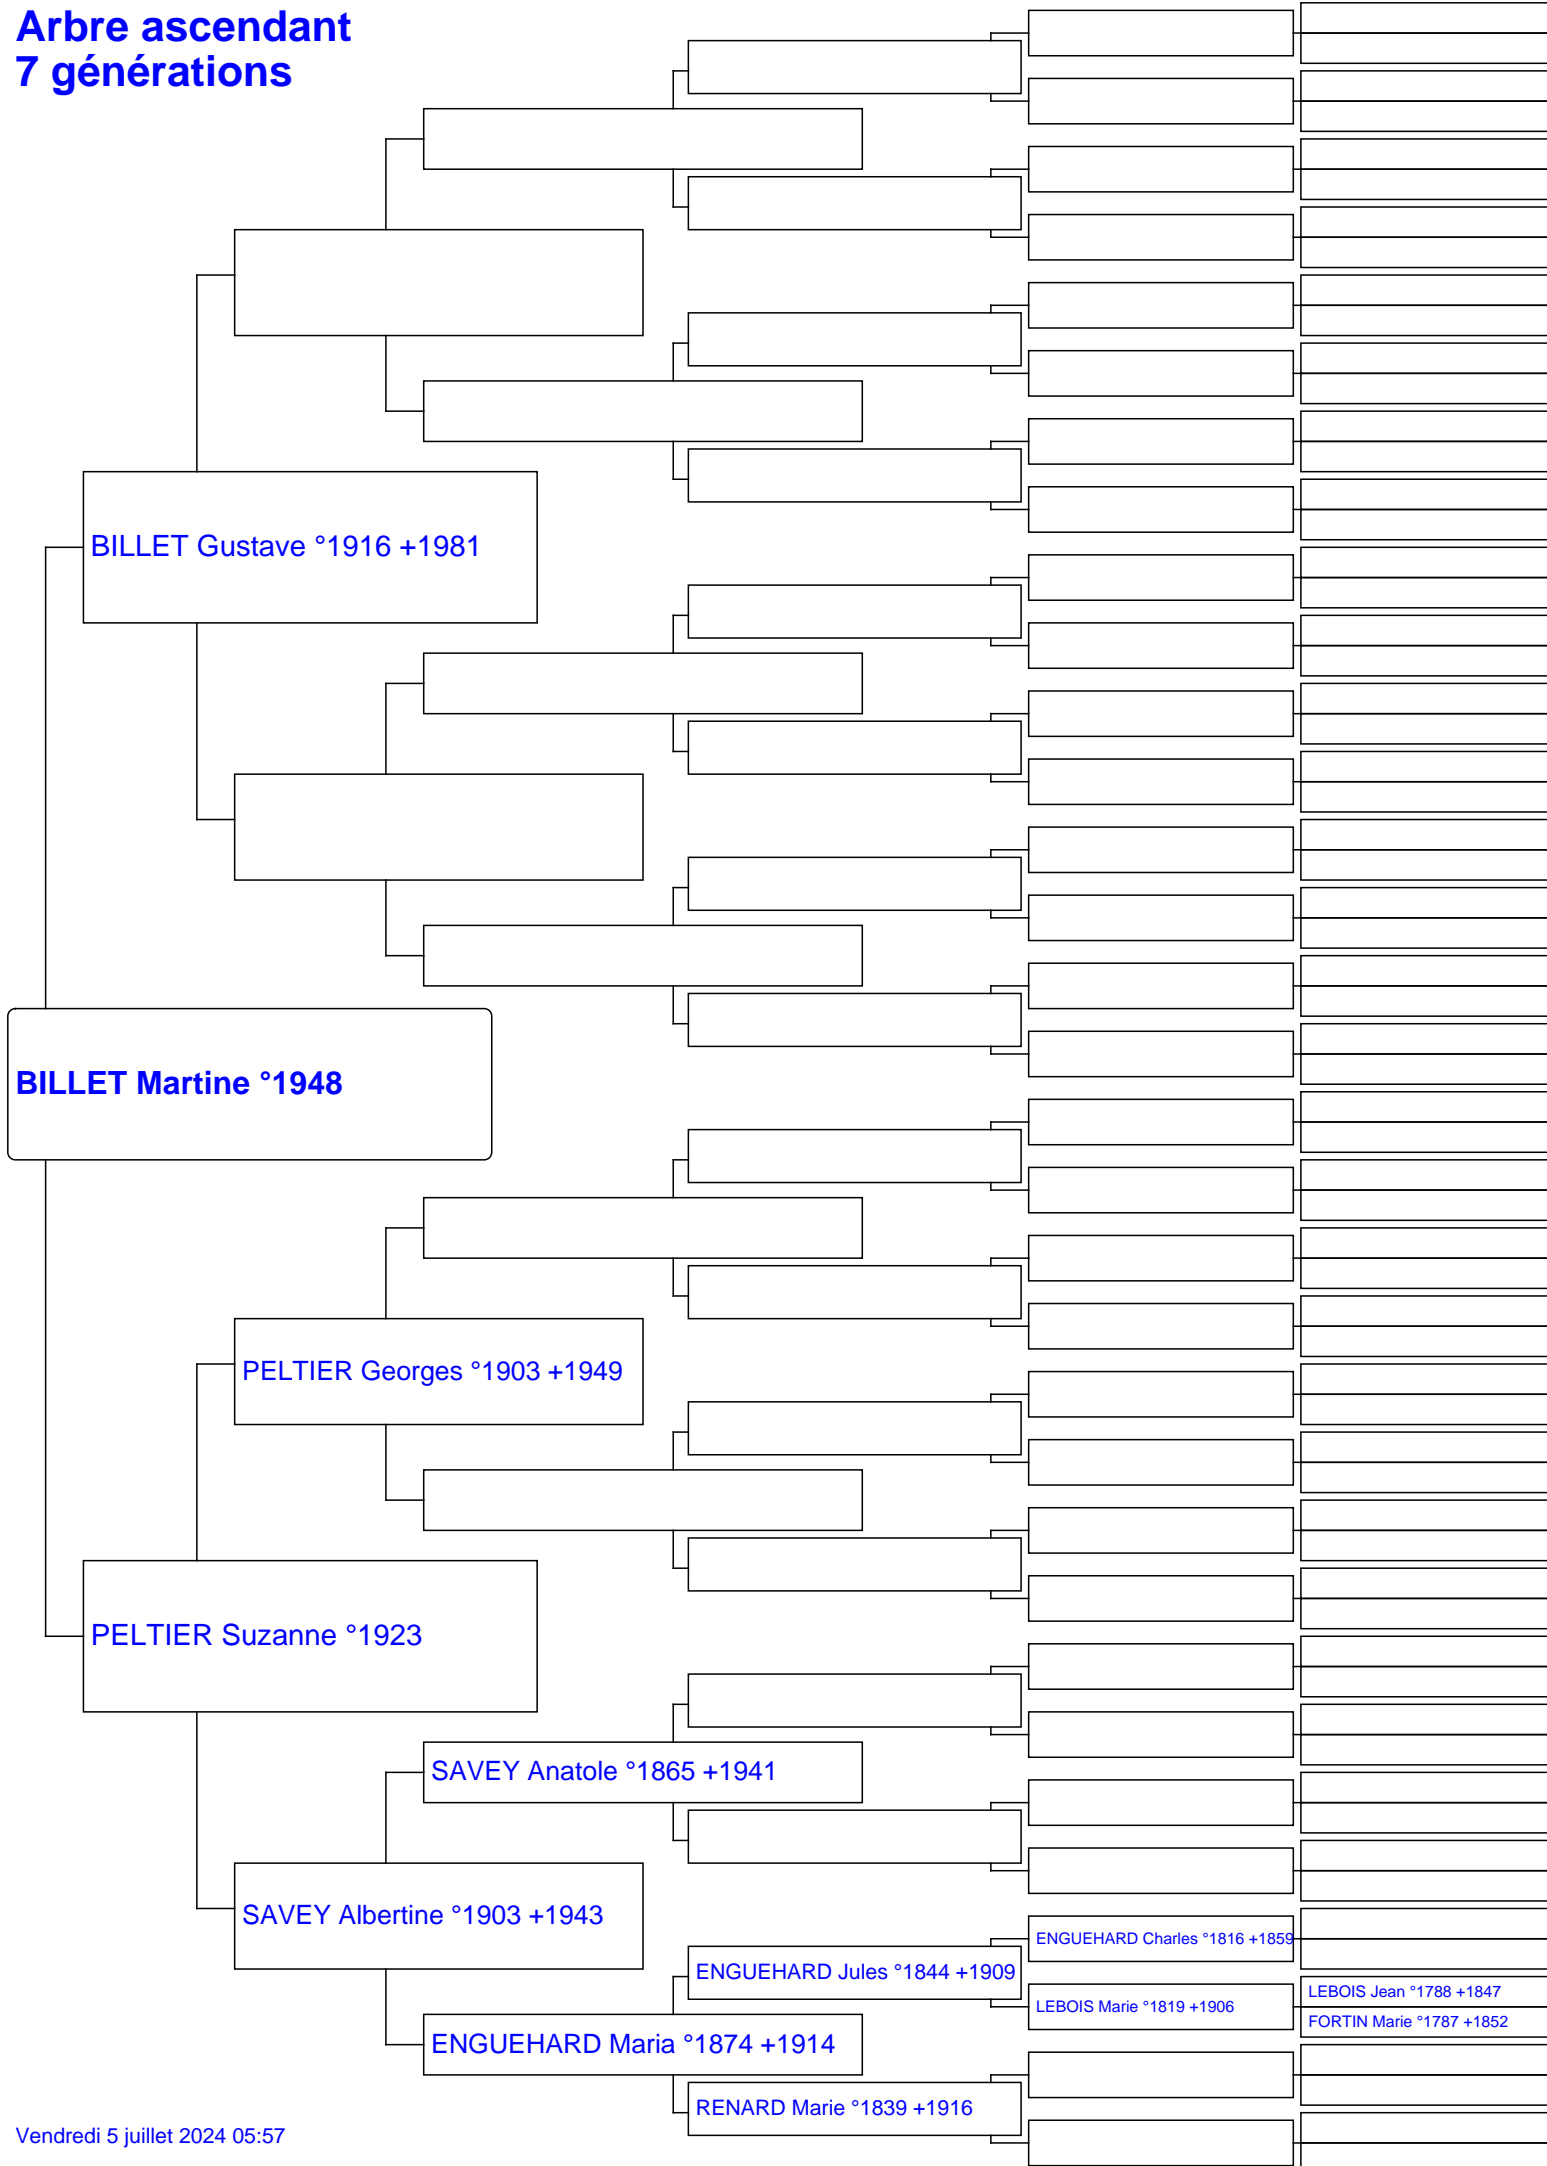 Arbre ascendant
7 générations
BILLET Gustave °1916 +1981
BILLET Martine °1948
PELTIER Georges °1903 +1949
PELTIER Suzanne °1923
SAVEY Anatole °1865 +1941
SAVEY Albertine °1903 +1943
ENGUEHARD Charles °1816 +1859
ENGUEHARD Jules °1844 +1909
LEBOIS Jean °1788 +1847
LEBOIS Marie °1819 +1906
FORTIN Marie °1787 +1852
ENGUEHARD Maria °1874 +1914
RENARD Marie °1839 +1916
Vendredi 5 juillet 2024 05:57